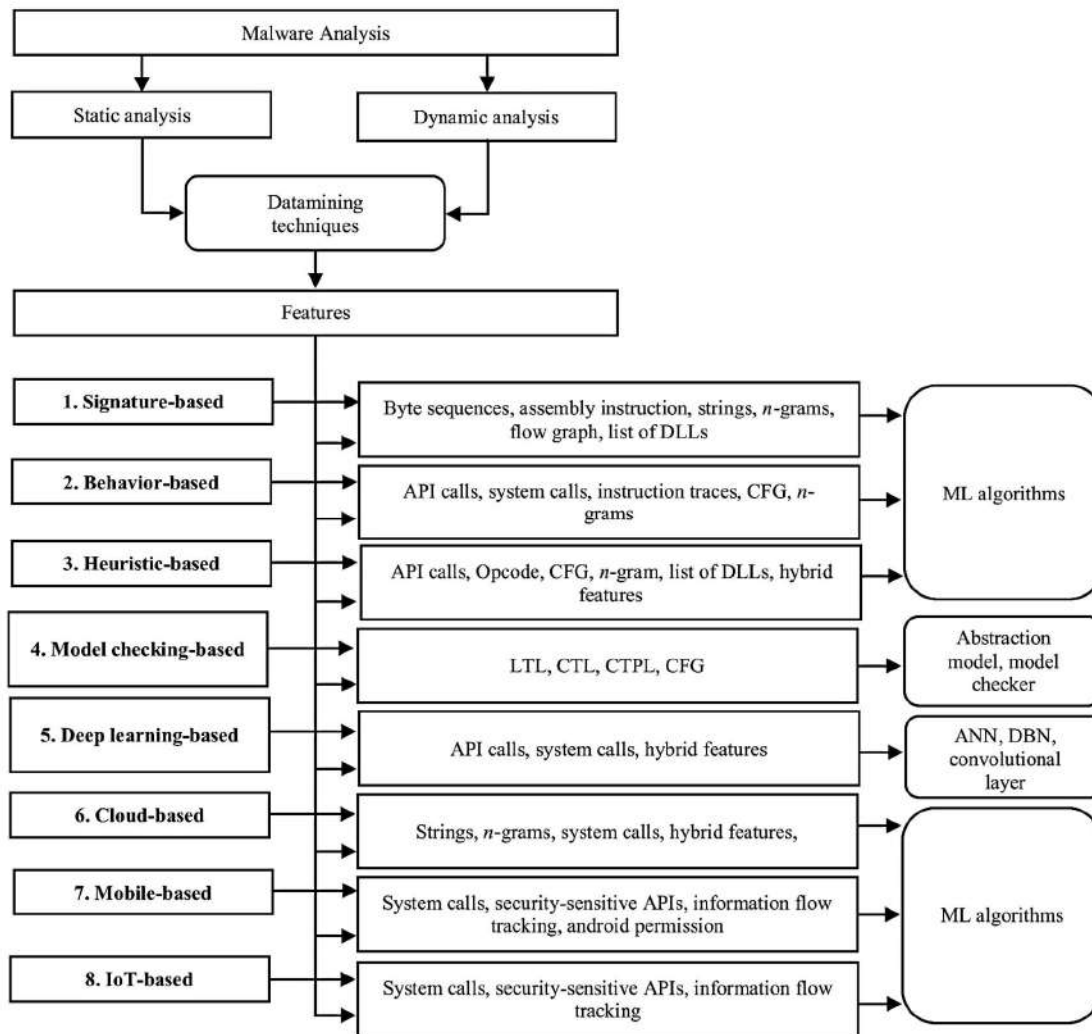 Malware Analysis
Static analysis
Dynamic analysis
Datamining
techniques
Features
1. Signature-based
Byte sequences, assembly instruction, strings, n-grams,
flow graph, list of DLLs
2. Behavior-based
API calls, system calls, instruction traces, CFG, n-
grams
ML algorithms
3. Heuristic-based
API calls, Opcode, CFG, n-gram, list of DLLs, hybrid
features
4. Model checking-based
LTL, CTL, CTPL, CFG
Abstraction
model, model
checker
5. Deep learning-based
API calls, system calls, hybrid features
ANN, DBN,
convolutional
layer
6. Cloud-based
Strings, n-grams, system calls, hybrid features,
7. Mobile-based
System calls, security-sensitive APIs, information flow
tracking, android permission
ML algorithms
8. IoT-based
System calls, security-sensitive APIs, information flow
tracking